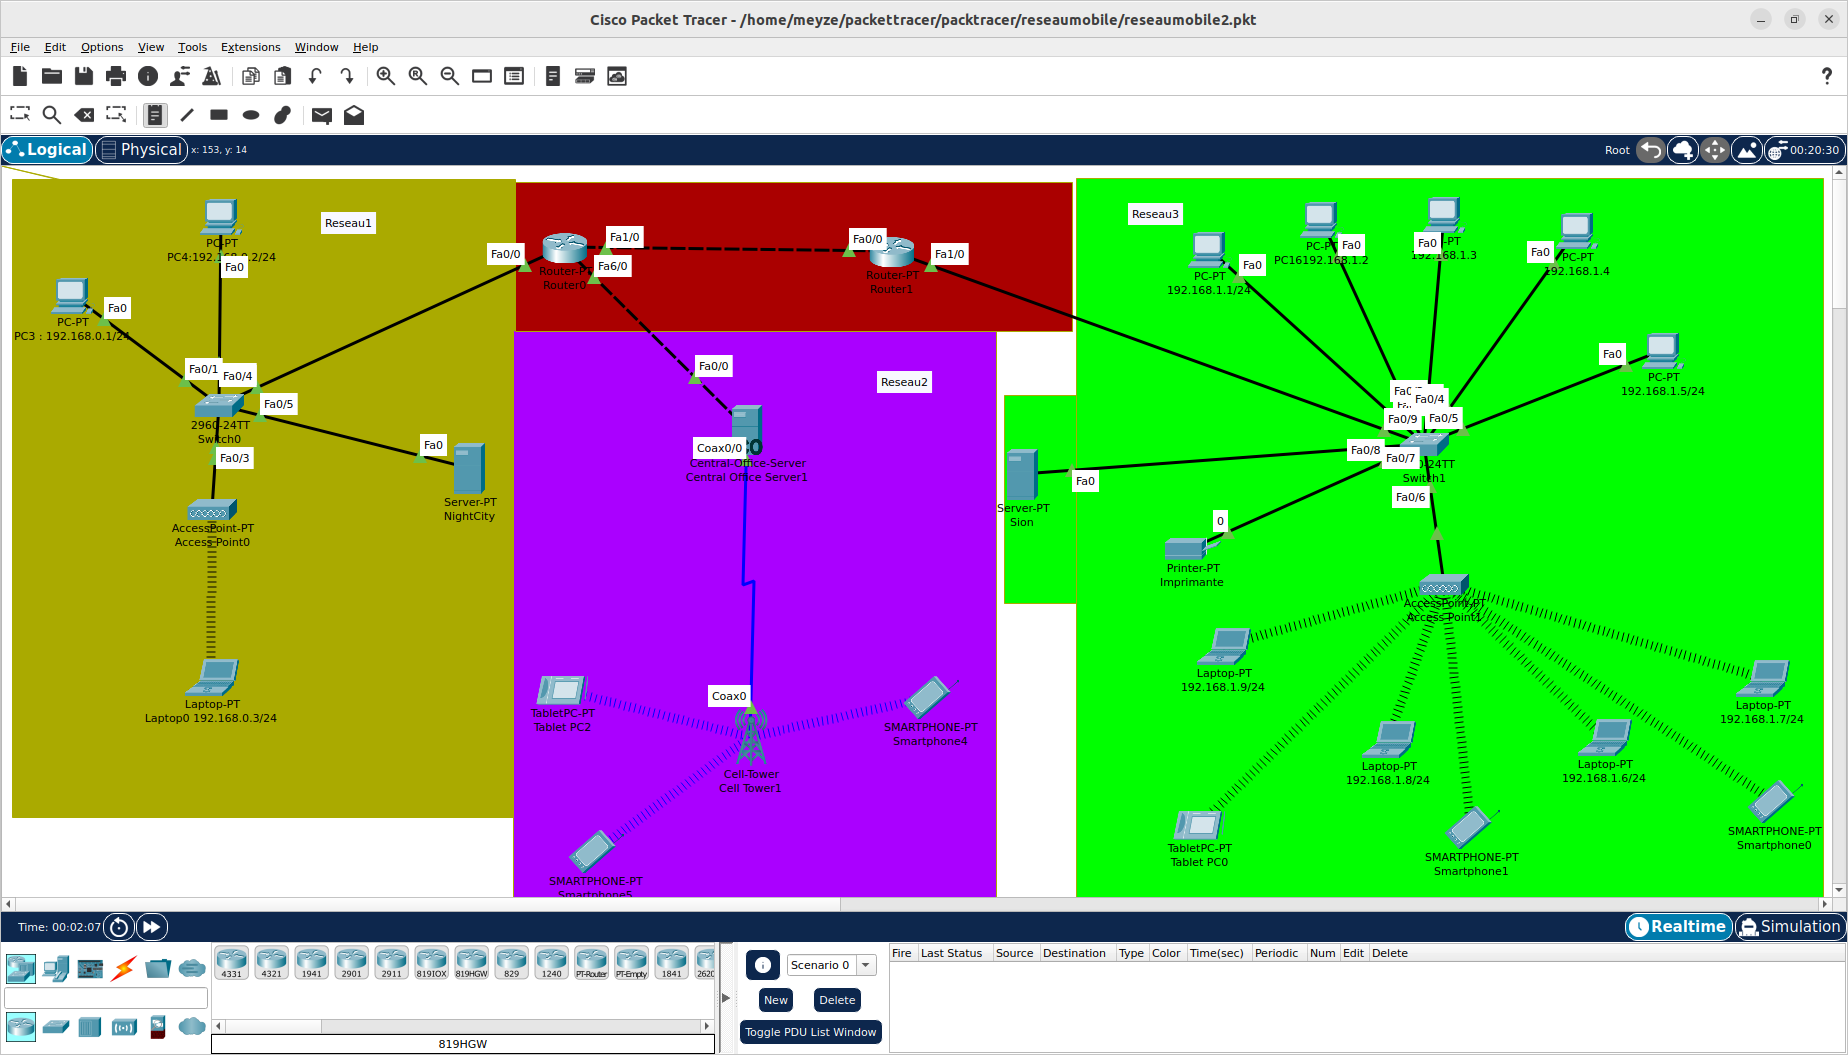 Cisco Packet Tracer - /home/meyze/packettracer/packtracer/reseaumobile/reseaumobile2.pkt
File Edit Options View Tools Extensions Window Help
Logical Physical x: 153, y: 14 Root 00:20:30
Reseau1
PC-PT
PC4:192.168.0.2/24
Fa0
PC-PT
PC3 : 192.168.0.1/24
Fa0
Fa0/1
Fa0/4
Fa0/5
2960-24TT
Switch0
Fa0/3
Fa0
Server-PT
NightCity
AccessPoint-PT
Access Point0
Laptop-PT
Laptop0 192.168.0.3/24
Fa0/0
Fa1/0
Fa6/0
Router0
Fa0/0
Fa1/0
Router-PT
Router1
Reseau2
Fa0/0
Coax0/0
Central-Office-Server
Central Office Server1
Coax0
Cell-Tower
Cell Tower1
TabletPC-PT
Tablet PC2
SMARTPHONE-PT
Smartphone4
SMARTPHONE-PT
Smartphone5
Reseau3
PC-PT
192.168.1.1/24
Fa0
PC-PT
PC16192.168.1.2
Fa0
Fa0
192.168.1.3
Fa0
PC-PT
192.168.1.4
Fa0
PC-PT
192.168.1.5/24
Fa0/4
Fa0/9
Fa0/5
Fa0/8
Fa0/7
Switch1
Fa0/6
Fa0
Server-PT
Sion
0
Printer-PT
Imprimante
AccessPoint-PT
Access Point1
Laptop-PT
192.168.1.9/24
Laptop-PT
192.168.1.7/24
Laptop-PT
192.168.1.8/24
Laptop-PT
192.168.1.6/24
TabletPC-PT
Tablet PC0
SMARTPHONE-PT
Smartphone1
SMARTPHONE-PT
Smartphone0
Time: 00:02:07 Realtime Simulation
4331 4321 1941 2901 2911 819IOX 819HGW 829 1240 PT-Router PT-Empty 1841 2620
819HGW
Scenario 0
New Delete
Toggle PDU List Window
Fire Last Status Source Destination Type Color Time(sec) Periodic Num Edit Delete